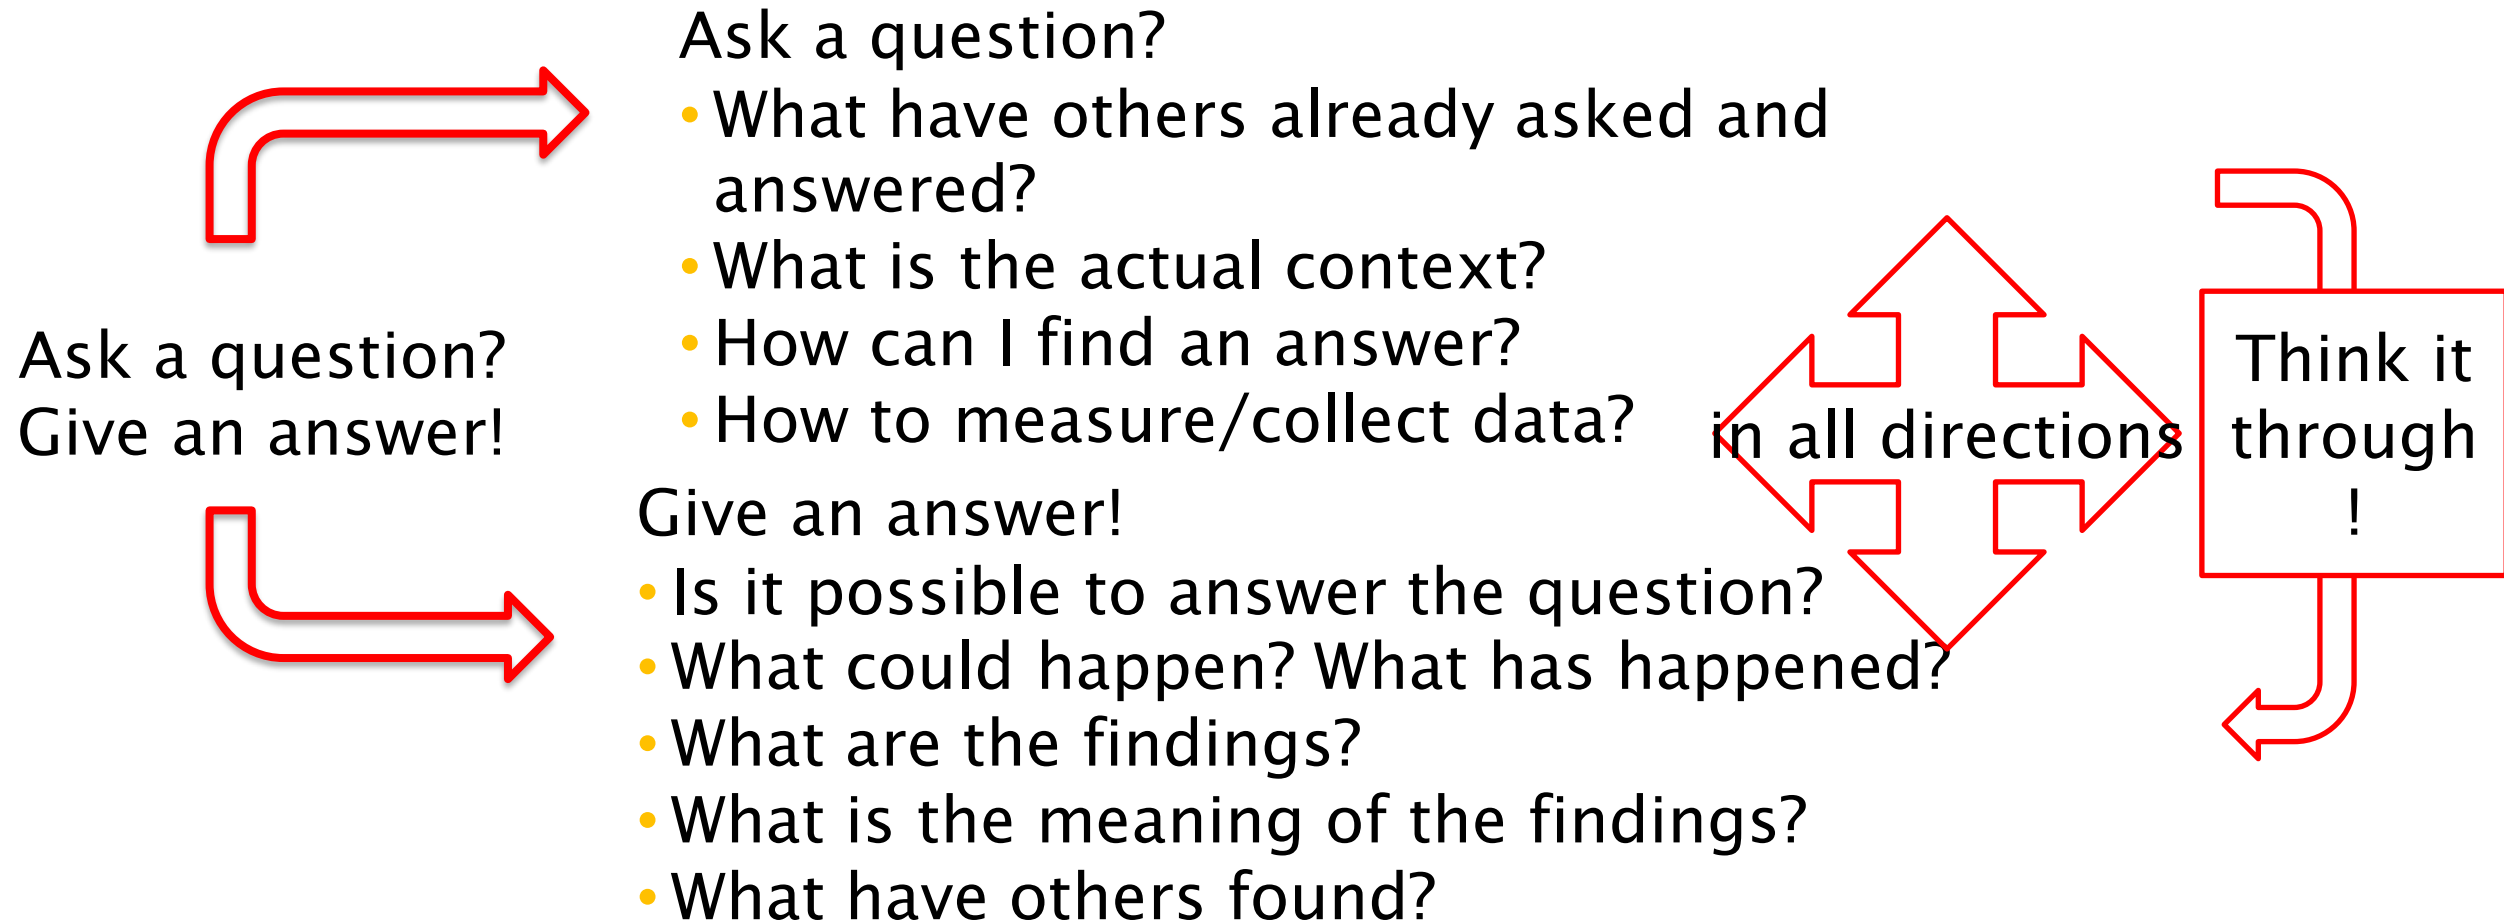 Ask a question?
Give an answer!
Ask a question?
• What have others already asked and
answered?
• What is the actual context?
• How can I find an answer?
• How to measure/collect data?
Give an answer!
• Is it possible to answer the question?
• What could happen? What has happened?
• What are the findings?
• What is the meaning of the findings?
• What have others found?
in all directions
Think it
through
!